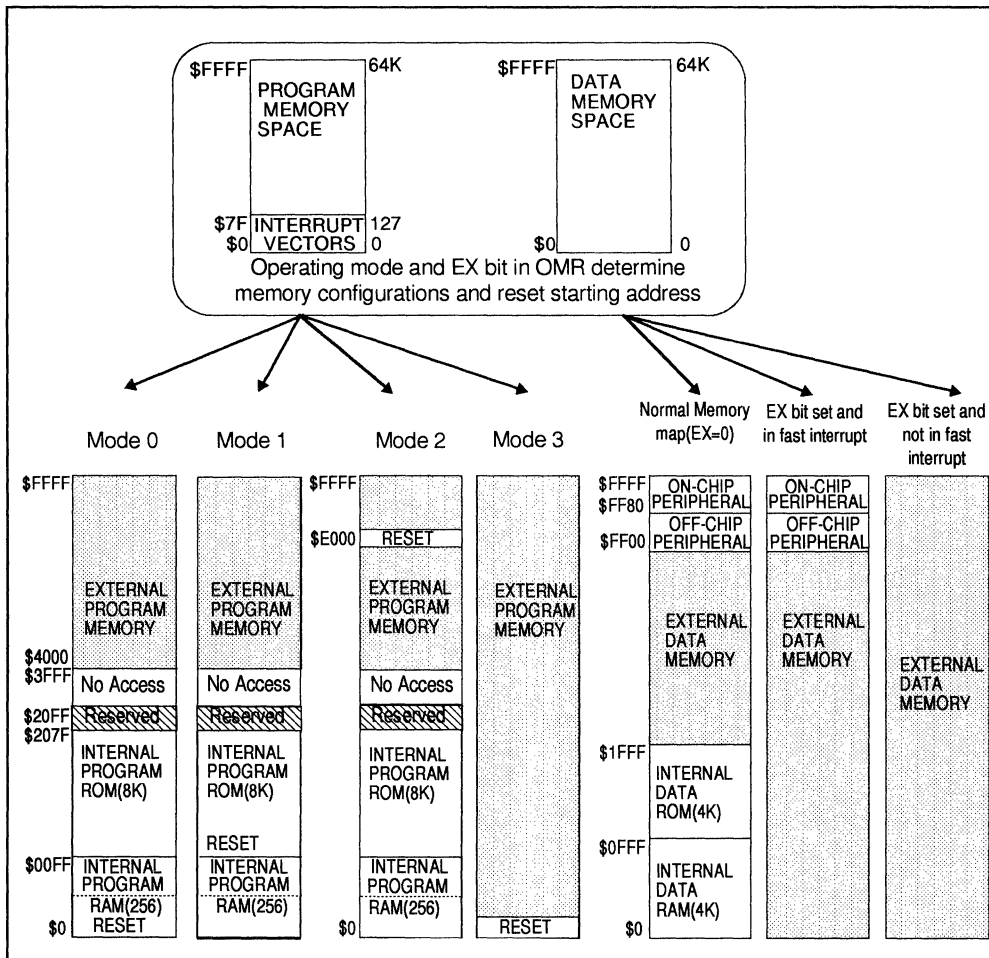 $FFFF
64K
PROGRAM
MEMORY
SPACE
$7F
INTERRUPT
127
$0
VECTORS
0
$FFFF
64K
DATA
MEMORY
SPACE
$0
0
Operating mode and EX bit in OMR determine
memory configurations and reset starting address
Mode 0
Mode 1
Mode 2
Mode 3
Normal Memory
map(EX=0)
EX bit set and
in fast interrupt
EX bit set and
not in fast
interrupt
$FFFF
EXTERNAL
PROGRAM
MEMORY
$4000
$3FFF
No Access
$20FF
Reserved
$207F
INTERNAL
PROGRAM
ROM(8K)
$00FF
INTERNAL
PROGRAM
RAM(256)
RESET
$0
EXTERNAL
PROGRAM
MEMORY
No Access
Reserved
INTERNAL
PROGRAM
ROM(8K)
RESET
INTERNAL
PROGRAM
RAM(256)
$FFFF
$E000
RESET
EXTERNAL
PROGRAM
MEMORY
No Access
Reserved
INTERNAL
PROGRAM
ROM(8K)
INTERNAL
PROGRAM
RAM(256)
$0
EXTERNAL
PROGRAM
MEMORY
RESET
$FFFF
ON-CHIP
PERIPHERAL
$FF80
OFF-CHIP
PERIPHERAL
$FF00
EXTERNAL
DATA
MEMORY
$1FFF
INTERNAL
DATA
ROM(4K)
$0FFF
INTERNAL
DATA
RAM(4K)
$0
ON-CHIP
PERIPHERAL
OFF-CHIP
PERIPHERAL
EXTERNAL
DATA
MEMORY
EXTERNAL
DATA
MEMORY